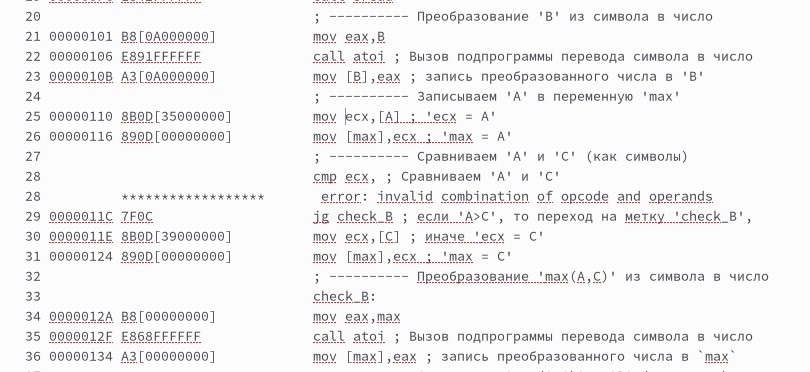 20 ; ---------- Преобразование 'B' из символа в число
21 00000101 B8[0A000000] mov eax,B
22 00000106 E891FFFFFF call atoi ; Вызов подпрограммы перевода символа в число
23 0000010B A3[0A000000] mov [B],eax ; запись преобразованного числа в 'B'
24 ; ---------- Записываем 'A' в переменную 'max'
25 00000110 8B0D[35000000] mov ecx,[A] ; 'ecx = A'
26 00000116 890D[00000000] mov [max],ecx ; 'max = A'
27 ; ---------- Сравниваем 'A' и 'C' (как символы)
28 cmp ecx, ; Сравниваем 'A' и 'C'
28 ****************** error: invalid combination of opcode and operands
29 0000011C 7F0C jg check_B ; если 'A>C', то переход на метку 'check_B',
30 0000011E 8B0D[39000000] mov ecx,[C] ; иначе 'ecx = C'
31 00000124 890D[00000000] mov [max],ecx ; 'max = C'
32 ; ---------- Преобразование 'max(A,C)' из символа в число
33 check_B:
34 0000012A B8[00000000] mov eax,max
35 0000012F E868FFFFFF call atoi ; Вызов подпрограммы перевода символа в число
36 00000134 A3[00000000] mov [max],eax ; запись преобразованного числа в `max`